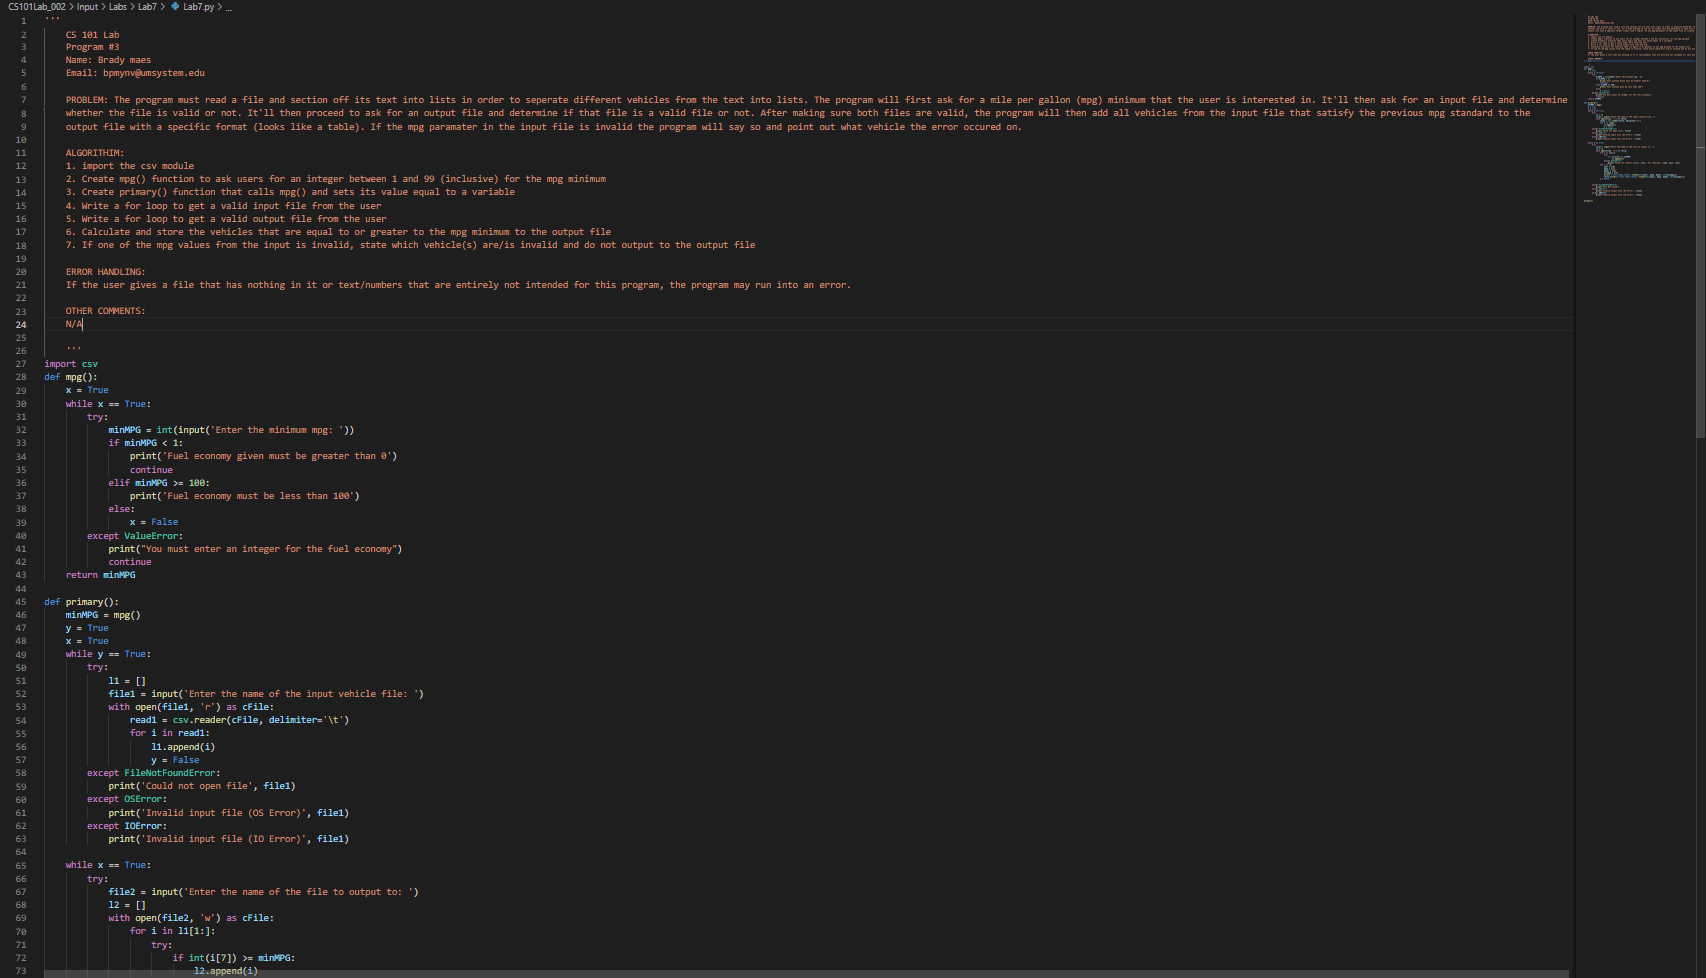 CS101Lab_002 > Input > Labs > Lab7 > Lab7.py > ...
1 '''
2 CS 101 Lab
3 Program #3
4 Name: Brady maes
5 Email: bpmynv@umsystem.edu
6
7 PROBLEM: The program must read a file and section off its text into lists in order to seperate different vehicles from the text into lists. The program will first ask for a mile per gallon (mpg) minimum that the user is interested in. It'll then ask for an input file and determine
8 whether the file is valid or not. It'll then proceed to ask for an output file and determine if that file is a valid file or not. After making sure both files are valid, the program will then add all vehicles from the input file that satisfy the previous mpg standard to the
9 output file with a specific format (looks like a table). If the mpg paramater in the input file is invalid the program will say so and point out what vehicle the error occured on.
10
11 ALGORITHIM:
12 1. import the csv module
13 2. Create mpg() function to ask users for an integer between 1 and 99 (inclusive) for the mpg minimum
14 3. Create primary() function that calls mpg() and sets its value equal to a variable
15 4. Write a for loop to get a valid input file from the user
16 5. Write a for loop to get a valid output file from the user
17 6. Calculate and store the vehicles that are equal to or greater to the mpg minimum to the output file
18 7. If one of the mpg values from the input is invalid, state which vehicle(s) are/is invalid and do not output to the output file
19
20 ERROR HANDLING:
21 If the user gives a file that has nothing in it or text/numbers that are entirely not intended for this program, the program may run into an error.
22
23 OTHER COMMENTS:
24 N/A
25
26 '''
27 import csv
28 def mpg():
29 x = True
30 while x == True:
31 try:
32 minMPG = int(input('Enter the minimum mpg: '))
33 if minMPG < 1:
34 print('Fuel economy given must be greater than 0')
35 continue
36 elif minMPG >= 100:
37 print('Fuel economy must be less than 100')
38 else:
39 x = False
40 except ValueError:
41 print("You must enter an integer for the fuel economy")
42 continue
43 return minMPG
44
45 def primary():
46 minMPG = mpg()
47 y = True
48 x = True
49 while y == True:
50 try:
51 l1 = []
52 file1 = input('Enter the name of the input vehicle file: ')
53 with open(file1, 'r') as cFile:
54 read1 = csv.reader(cFile, delimiter='\t')
55 for i in read1:
56 l1.append(i)
57 y = False
58 except FileNotFoundError:
59 print('Could not open file', file1)
60 except OSError:
61 print('Invalid input file (OS Error)', file1)
62 except IOError:
63 print('Invalid input file (IO Error)', file1)
64
65 while x == True:
66 try:
67 file2 = input('Enter the name of the file to output to: ')
68 l2 = []
69 with open(file2, 'w') as cFile:
70 for i in l1[1:]:
71 try:
72 if int(i[7]) >= minMPG:
73 l2.append(i)